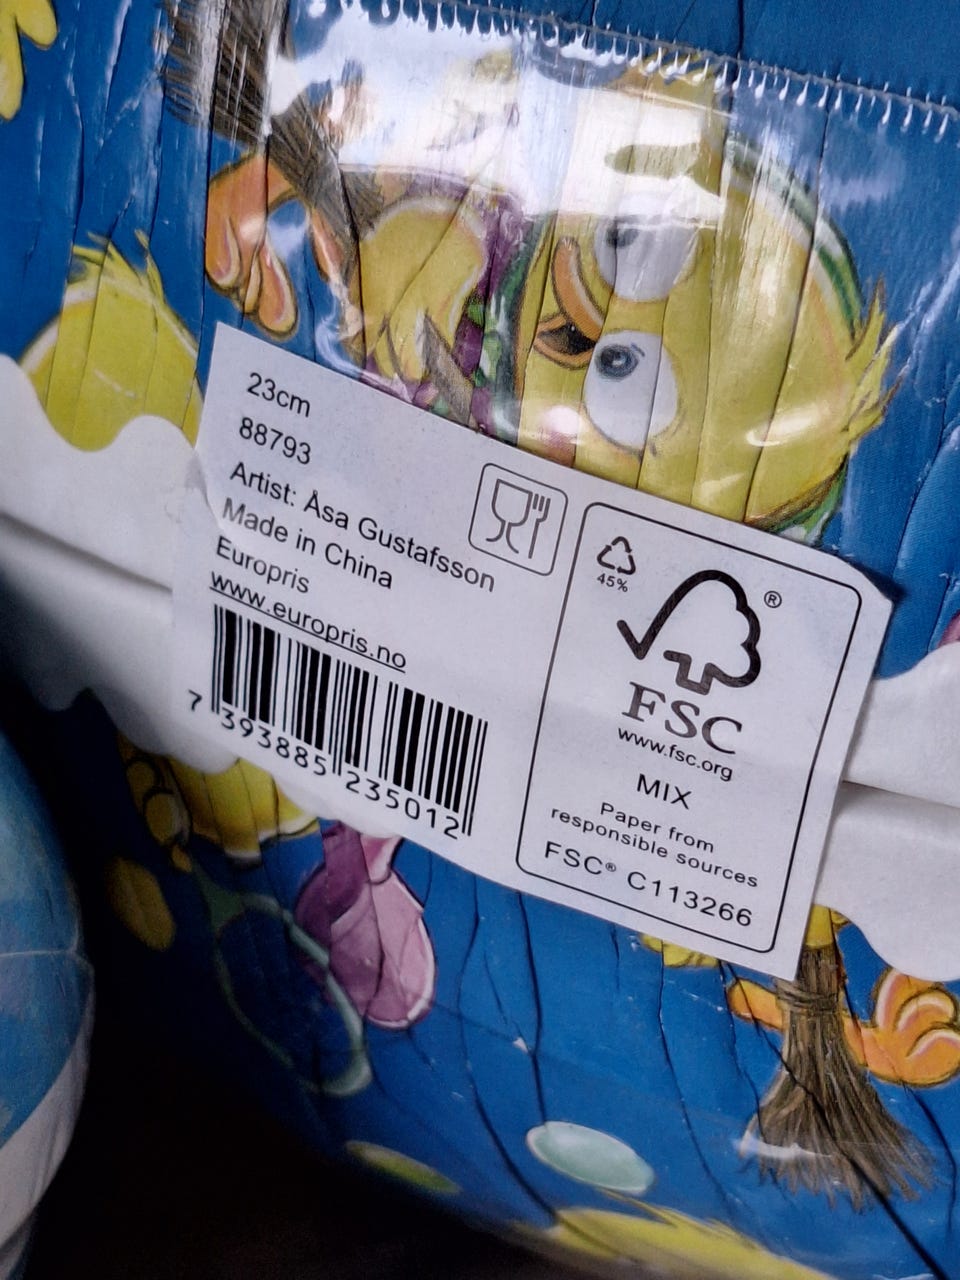 23cm
88793
Artist: Åsa Gustafsson
Made in China
Europris
www.europris.no
7 393885 235012
45%
®
FSC
www.fsc.org
MIX
Paper from
responsible sources
FSC® C113266